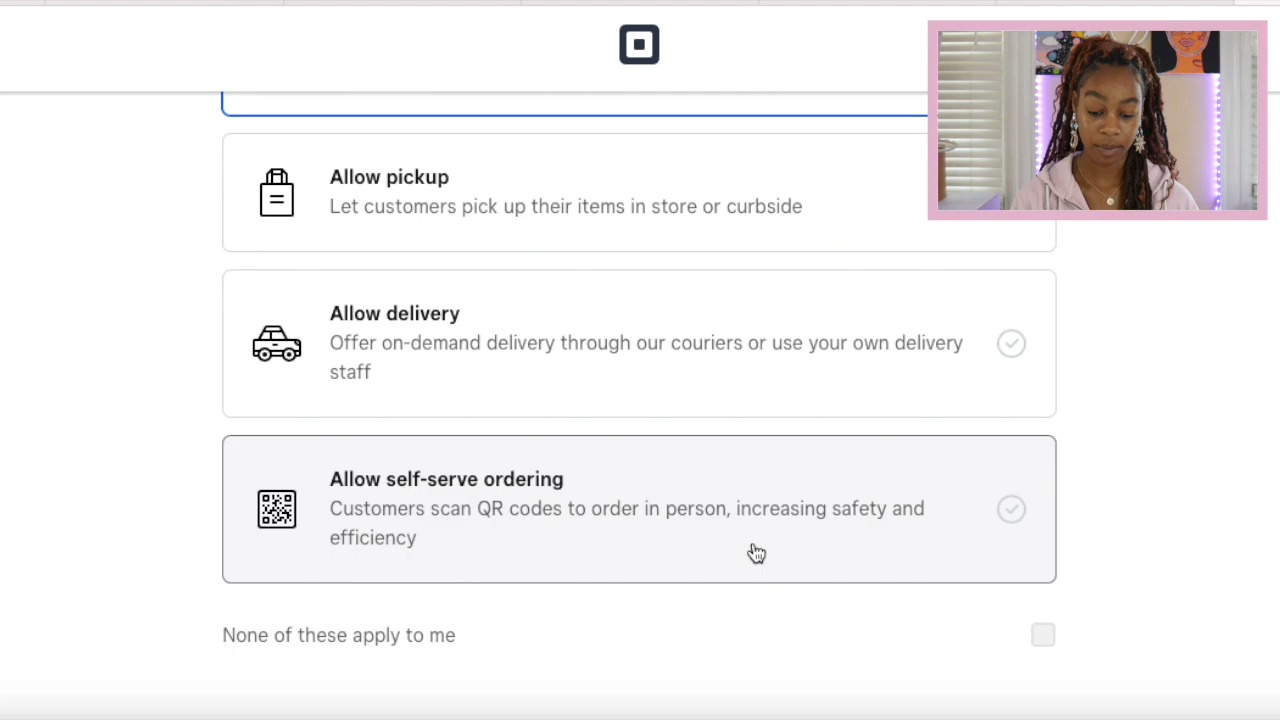 Allow pickup
Let customers pick up their items in store or curbside
Allow delivery
Offer on-demand delivery through our couriers or use your own delivery
staff
Allow self-serve ordering
Customers scan QR codes to order in person, increasing safety and
efficiency
None of these apply to me